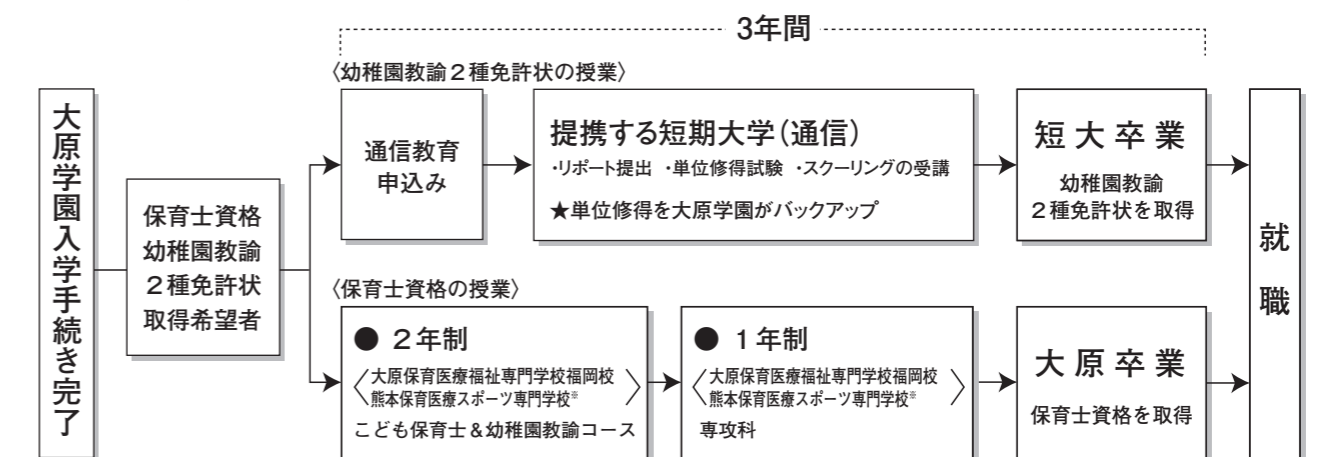 3年間
大原学園入学手続き完了
保育士資格
幼稚園教諭
2種免許状
取得希望者
〈幼稚園教諭2種免許状の授業〉
通信教育
申込み
提携する短期大学(通信)
・リポート提出 ・単位修得試験 ・スクーリングの受講
★単位修得を大原学園がバックアップ
短大卒業
幼稚園教諭
2種免許状を取得
〈保育士資格の授業〉
● 2年制
〈大原保育医療福祉専門学校福岡校
熊本保育医療スポーツ専門学校※〉
こども保育士&幼稚園教諭コース
● 1年制
〈大原保育医療福祉専門学校福岡校
熊本保育医療スポーツ専門学校※〉
専攻科
大原卒業
保育士資格を取得
就職